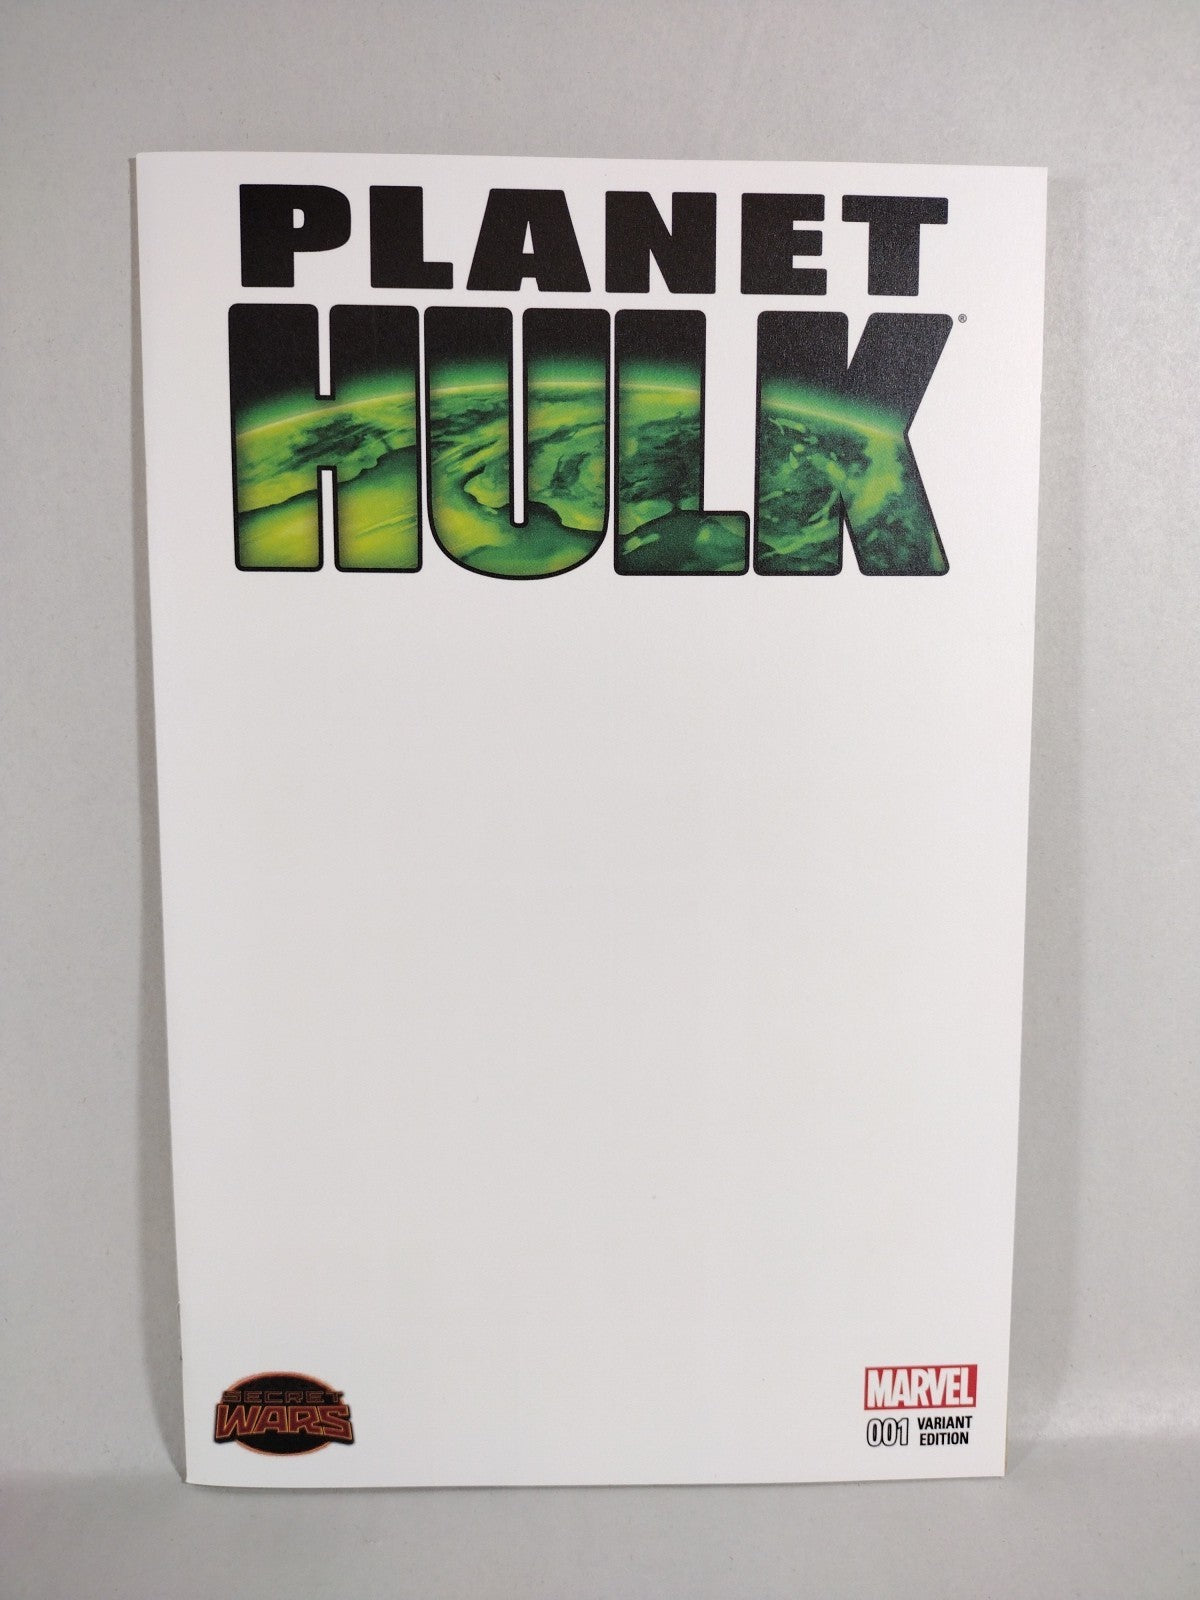 PLANET
HULK®
SECRET
WARS
MARVEL
001 VARIANT
EDITION